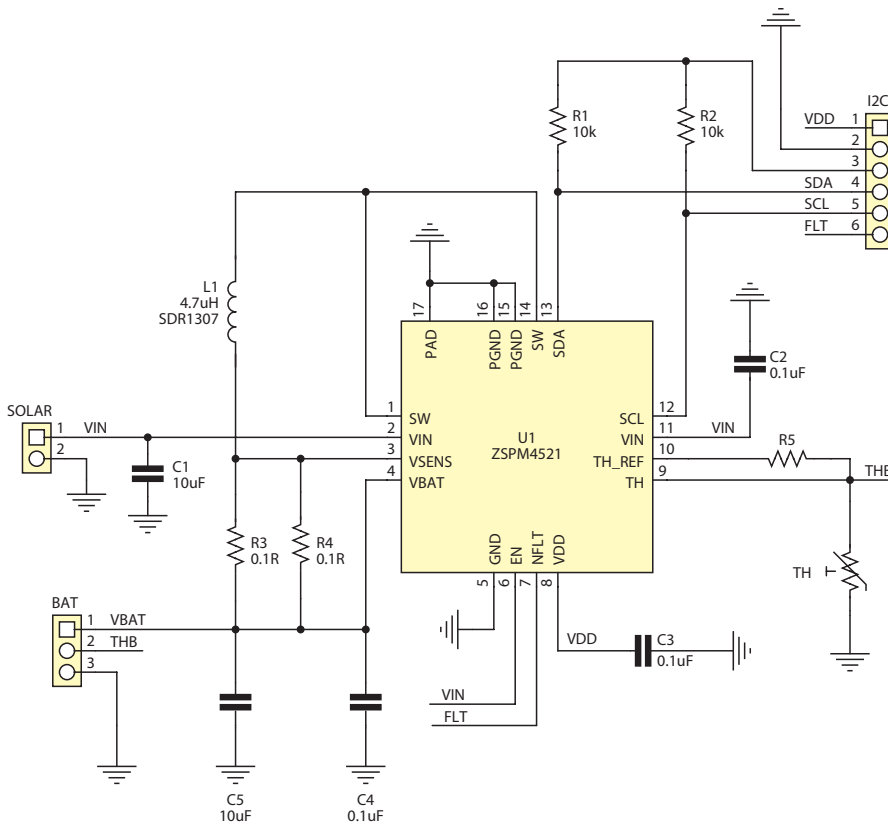 I2C
VDD 1
2
3
SDA 4
SCL 5
FLT 6
R1
10k
R2
10k
L1
4.7uH
SDR1307
17 16 15 14 13
PAD PGND PGND SW SDA
C2
0.1uF
SOLAR
1 VIN
2
C1
10uF
1 SW
2 VIN
3 VSENS
4 VBAT
U1
ZSPM4521
SCL 12
VIN 11 VIN
TH_REF 10
TH 9
R5
THB
R3
0.1R
R4
0.1R
GND EN NFLT VDD
5 6 7 8
TH
T
BAT
1 VBAT
2 THB
3
VDD
C3
0.1uF
VIN
FLT
C5
10uF
C4
0.1uF